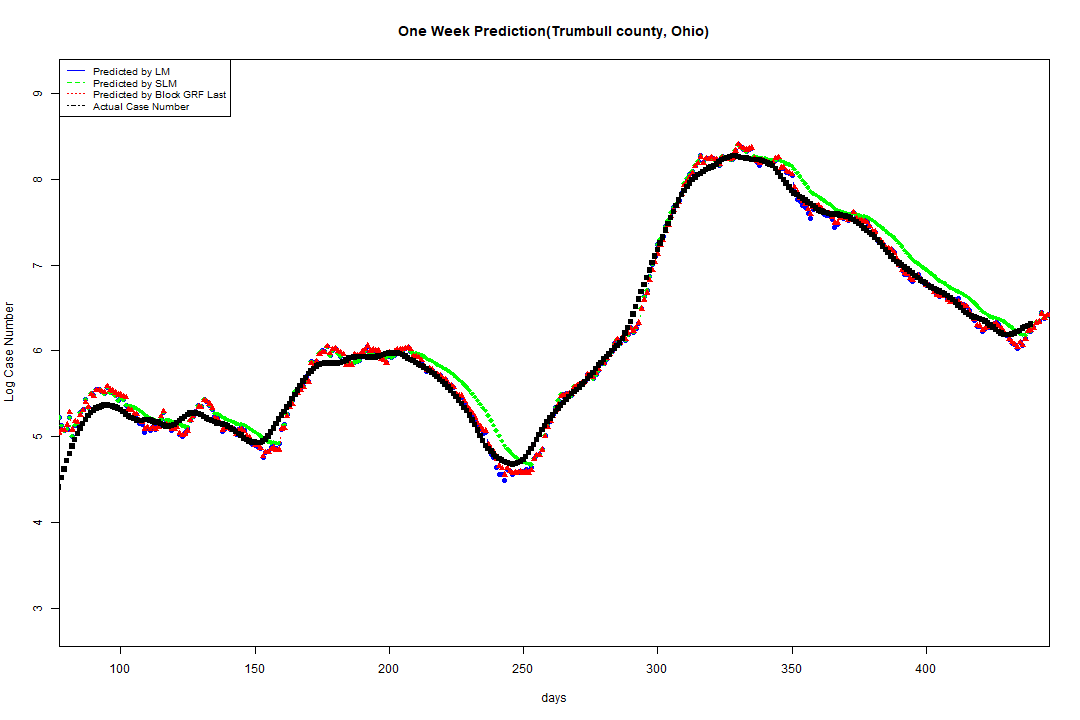 One Week Prediction(Trumbull county, Ohio)
Predicted by LM
Predicted by SLM
Predicted by Block GRF Last
Actual Case Number
Log Case Number
9
8
7
6
5
4
3
100 150 200 250 300 350 400
days